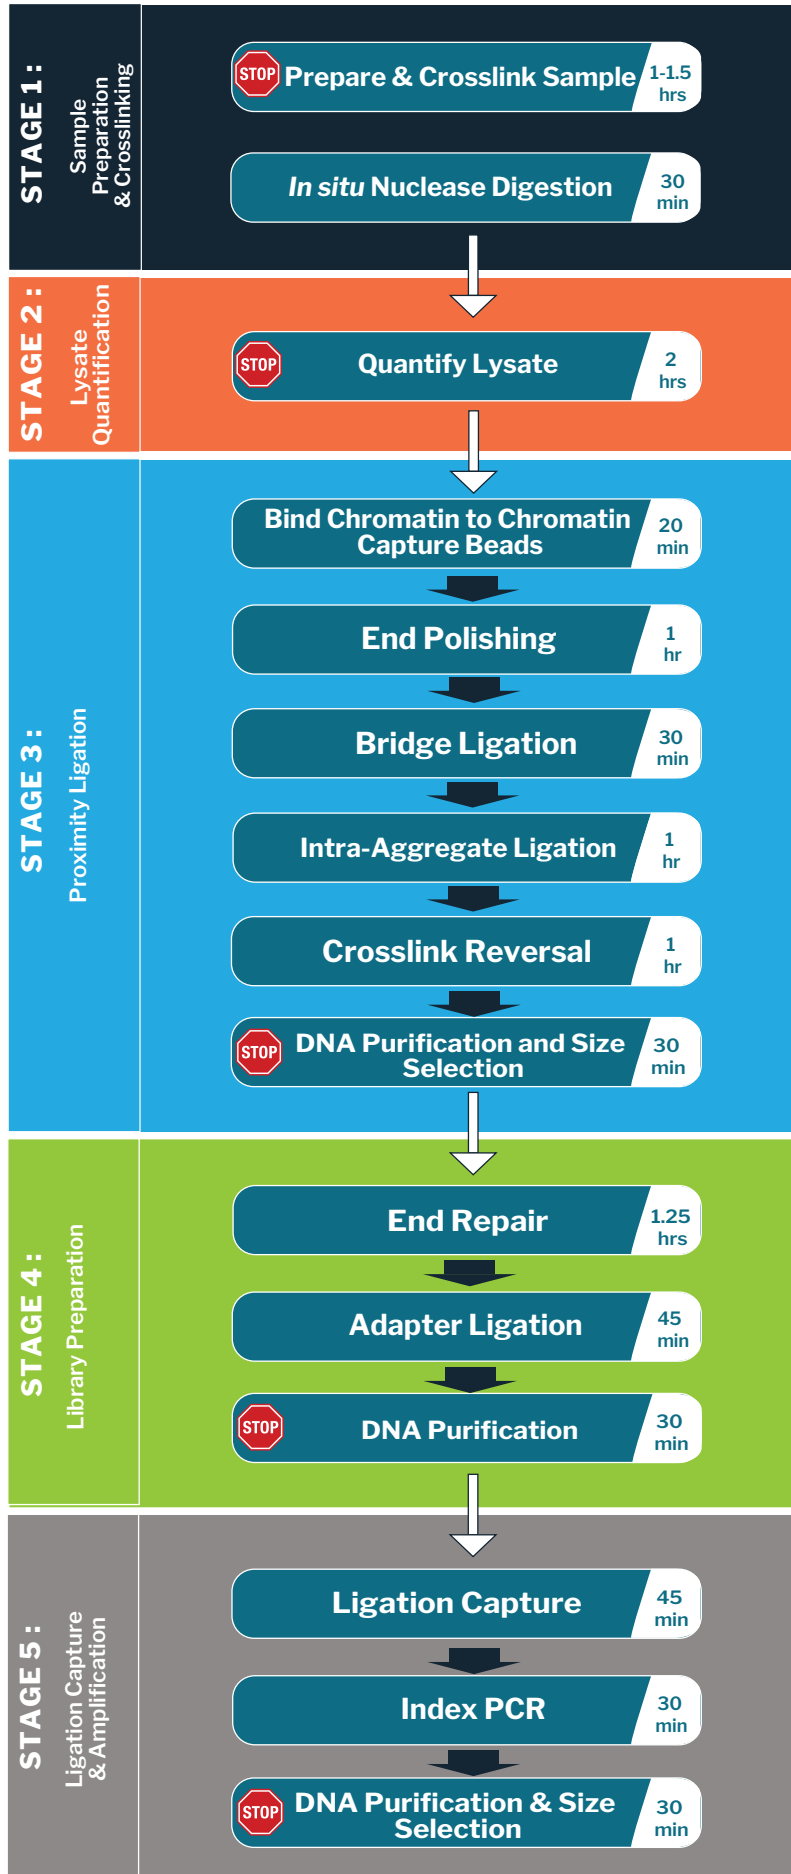 STAGE 1:
Sample
Preparation
& Crosslinking
STOP
Prepare & Crosslink Sample
1-1.5
hrs
In situ Nuclease Digestion
30
min
STAGE 2:
Lysate
Quantification
STOP
Quantify Lysate
2
hrs
STAGE 3:
Proximity Ligation
Bind Chromatin to Chromatin
Capture Beads
20
min
End Polishing
1
hr
Bridge Ligation
30
min
Intra-Aggregate Ligation
1
hr
Crosslink Reversal
1
hr
STOP
DNA Purification and Size
Selection
30
min
STAGE 4:
Library Preparation
End Repair
1.25
hrs
Adapter Ligation
45
min
STOP
DNA Purification
30
min
STAGE 5:
Ligation Capture
& Amplification
Ligation Capture
45
min
Index PCR
30
min
STOP
DNA Purification & Size
Selection
30
min